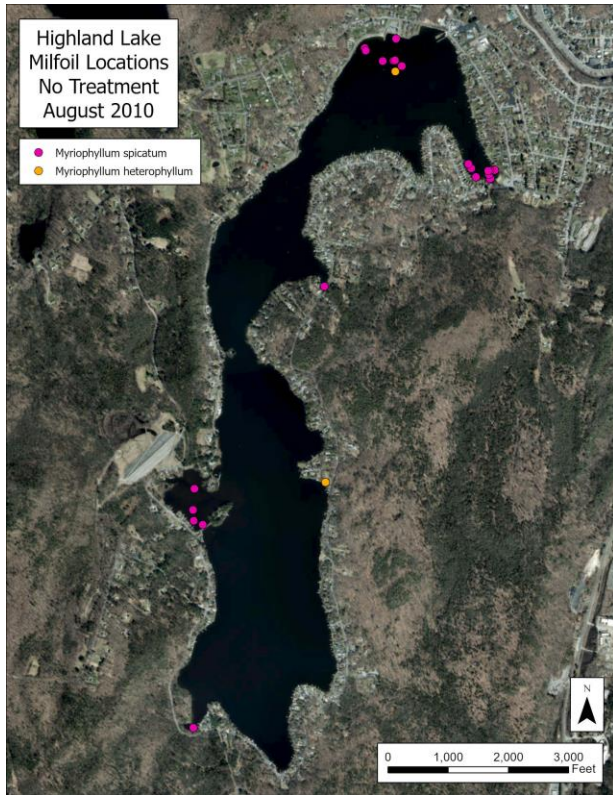 Highland Lake
Milfoil Locations
No Treatment
August 2010
Myriophyllum spicatum
Myriophyllum heterophyllum
N
0 1,000 2,000 3,000
Feet